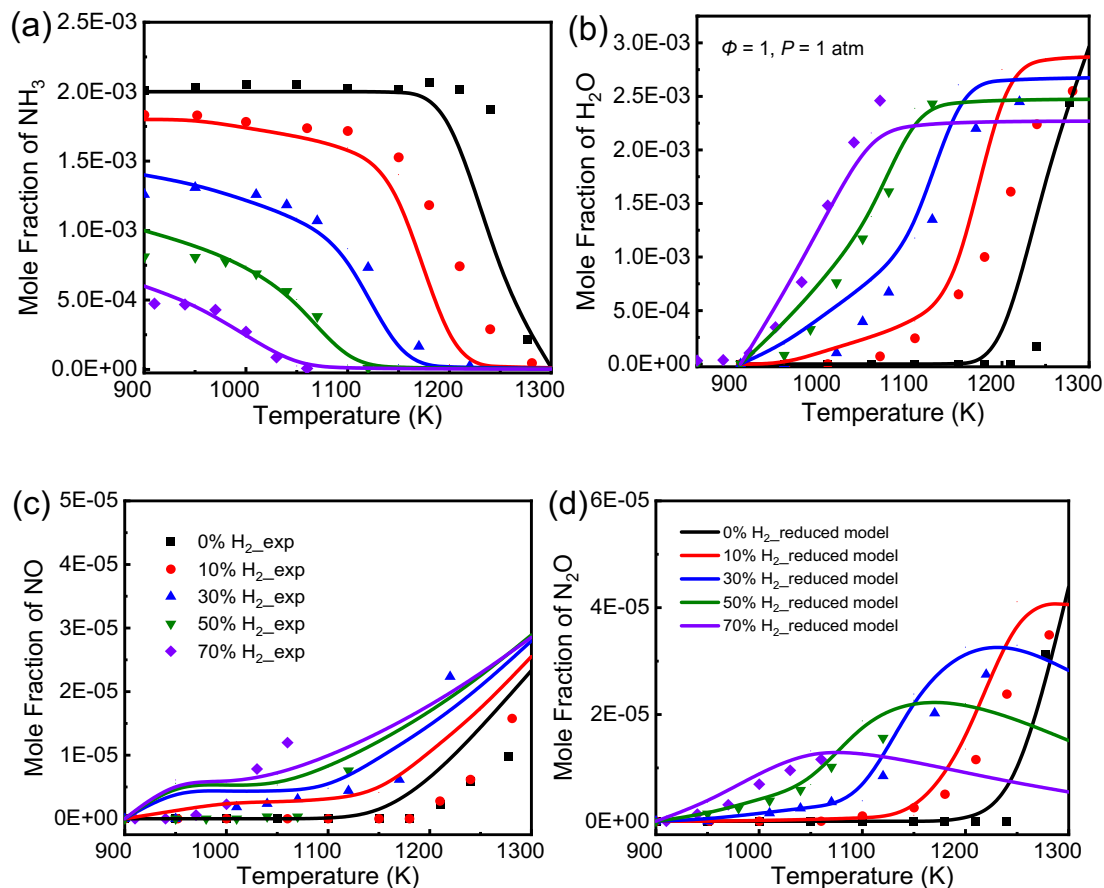 (a)
Mole Fraction of NH3
2.5E-03
2.0E-03
1.5E-03
1.0E-03
5.0E-04
0.0E+00
900
1000
1100
1200
1300
Temperature (K)
(b)
Φ = 1, P = 1 atm
Mole Fraction of H2O
3.0E-03
2.5E-03
2.0E-03
1.5E-03
1.0E-03
5.0E-04
0.0E+00
900
1000
1100
1200
1300
Temperature (K)
(c)
Mole Fraction of NO
5E-05
4E-05
3E-05
2E-05
1E-05
0E+00
0% H2_exp
10% H2_exp
30% H2_exp
50% H2_exp
70% H2_exp
900
1000
1100
1200
1300
Temperature (K)
(d)
Mole Fraction of N2O
6E-05
4E-05
2E-05
0E+00
0% H2_reduced model
10% H2_reduced model
30% H2_reduced model
50% H2_reduced model
70% H2_reduced model
900
1000
1100
1200
1300
Temperature (K)